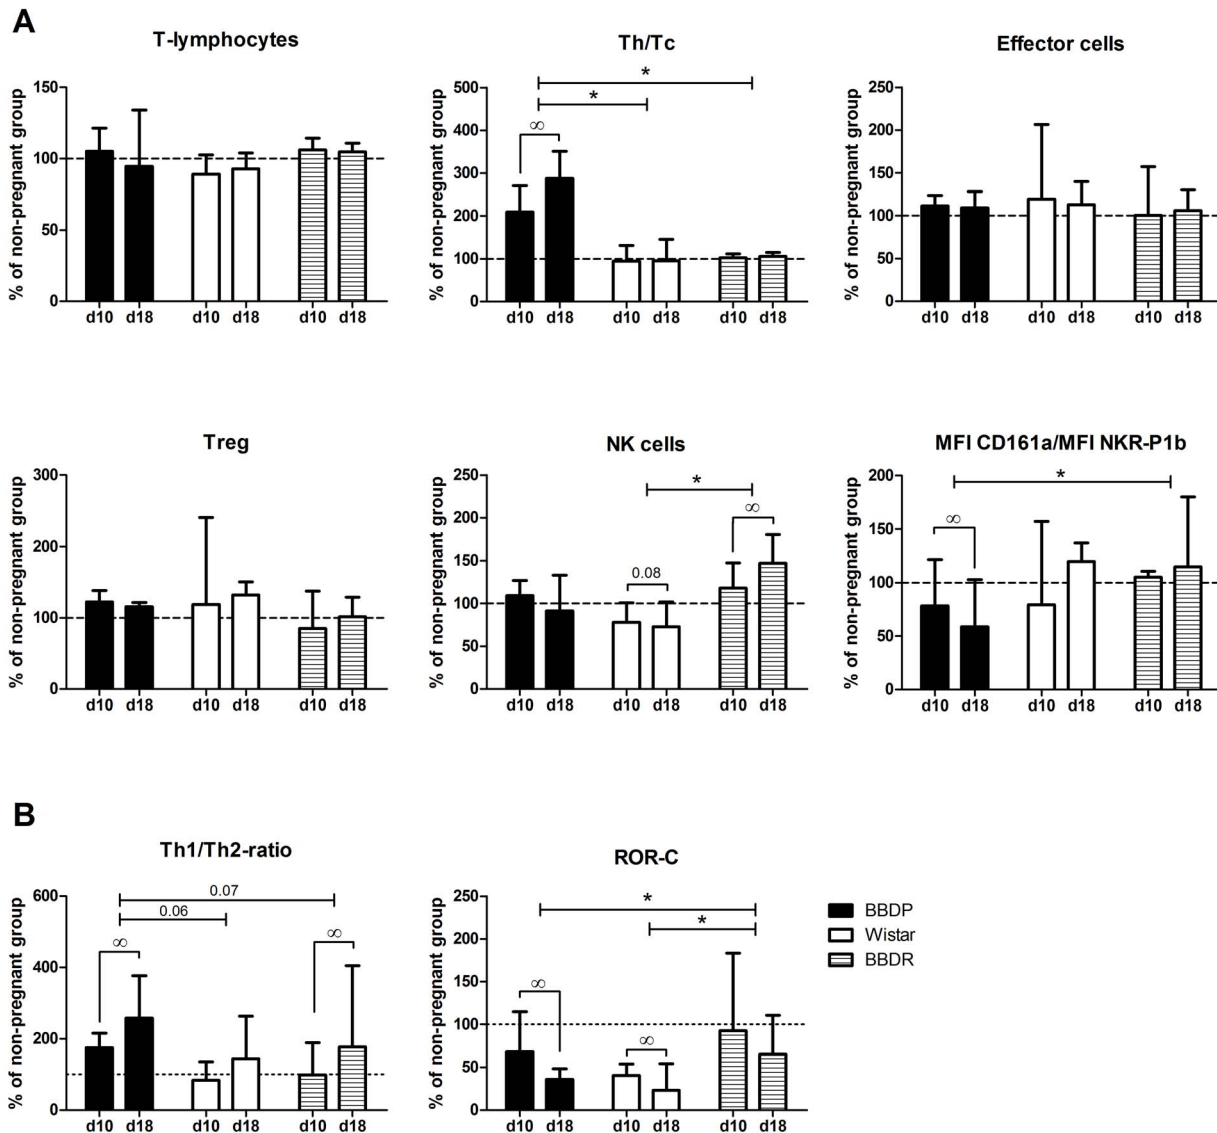 A
T-lymphocytes
% of non-pregnant group
150
100
50
0
d10 d18 d10 d18 d10 d18
Th/Tc
% of non-pregnant group
500
400
300
200
100
0
*
*
∞
d10 d18 d10 d18 d10 d18
Effector cells
% of non-pregnant group
250
200
150
100
50
0
d10 d18 d10 d18 d10 d18
Treg
% of non-pregnant group
300
200
150
100
50
0
d10 d18 d10 d18 d10 d18
NK cells
% of non-pregnant group
250
200
150
100
50
0
*
∞
0.08
d10 d18 d10 d18 d10 d18
MFI CD161a/MFI NKR-P1b
% of non-pregnant group
200
150
100
50
0
*
∞
d10 d18 d10 d18 d10 d18
B
Th1/Th2-ratio
% of non-pregnant group
600
400
200
0
0.07
0.06
∞
∞
d10 d18 d10 d18 d10 d18
ROR-C
% of non-pregnant group
250
200
150
100
50
0
*
*
∞
∞
d10 d18 d10 d18 d10 d18
BBDP
Wistar
BBDR